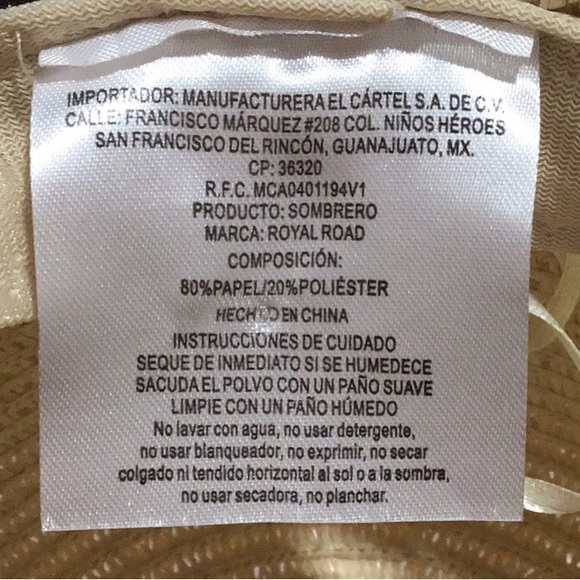 IMPORTADOR: MANUFACTURERA EL CÁRTEL S.A. DE C.V.
CALLE: FRANCISCO MÁRQUEZ #208 COL. NIÑOS HÉROES
SAN FRANCISCO DEL RINCÓN, GUANAJUATO, MX.
CP: 36320
R.F.C. MCA0401194V1
PRODUCTO: SOMBRERO
MARCA: ROYAL ROAD
COMPOSICIÓN:
80%PAPEL/20%POLIÉSTER
HECHO EN CHINA
INSTRUCCIONES DE CUIDADO
SEQUE DE INMEDIATO SI SE HUMEDECE
SACUDA EL POLVO CON UN PAÑO SUAVE
LIMPIE CON UN PAÑO HÚMEDO
No lavar con agua, no usar detergente,
no usar blanqueador, no exprimir, no secar
colgado ni tendido horizontal al sol o a la sombra,
no usar secadora, no planchar.